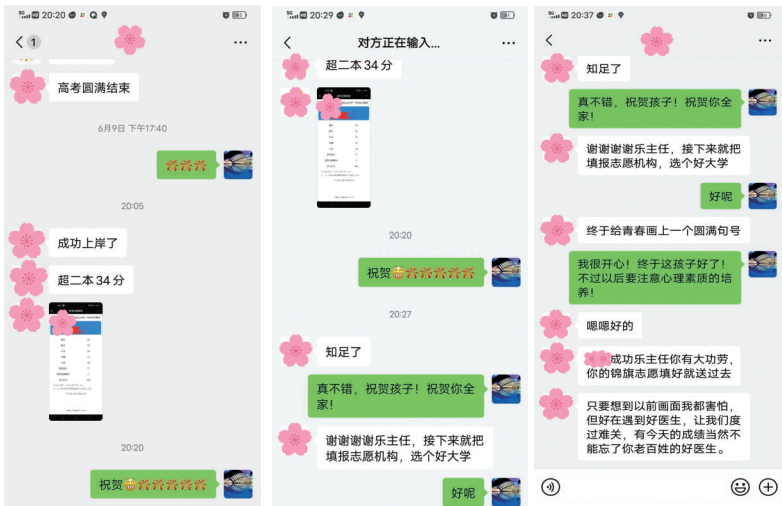 5G HD 20:20
1
高考圆满结束
6月9日 下午17:40
20:05
成功上岸了
超二本34分
20:20
祝贺
5G HD 20:29
对方正在输入...
超二本34分
20:20
祝贺
20:27
知足了
真不错，祝贺孩子！祝贺你全
家！
谢谢谢谢乐主任，接下来就把
填报志愿机构，选个好大学
好呢
5G HD 20:37
知足了
真不错，祝贺孩子！祝贺你全
家！
谢谢谢谢乐主任，接下来就把
填报志愿机构，选个好大学
好呢
终于给青春画上一个圆满句号
我很开心！终于这孩子好了！
不过以后要注意心理素质的培
养！
嗯嗯好的
成功乐主任你有大功劳，
你的锦旗志愿填好就送过去
只要想到以前画面我都害怕，
但好在遇到好医生，让我们度
过难关，有今天的成绩当然不
能忘了你老百姓的好医生。